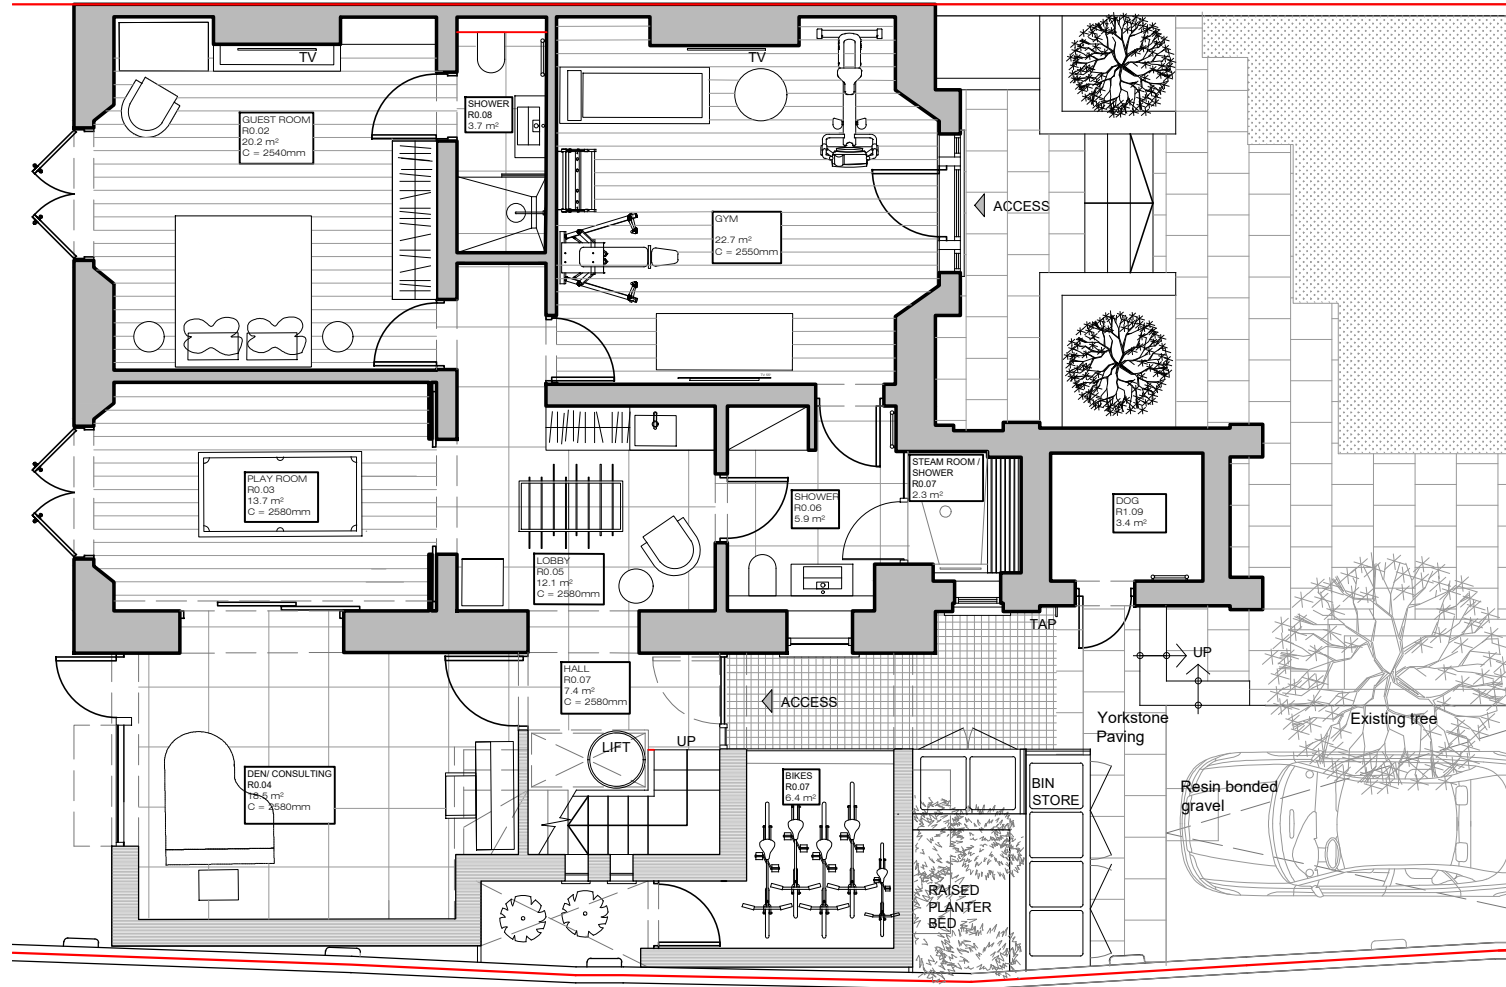 TV
TV
GUEST ROOM
R0.02
20.2 m²
C = 2540mm
SHOWER
R0.08
3.7 m²
GYM
22.7 m²
C = 2550mm
ACCESS
PLAY ROOM
R0.03
13.7 m²
C = 2580mm
LOBBY
R0.05
12.1 m²
C = 2580mm
SHOWER
R0.06
5.9 m²
STEAM ROOM /
SHOWER
R0.07
2.3 m²
DOG
R1.09
3.4 m²
TAP
UP
HALL
R0.07
7.4 m²
C = 2580mm
ACCESS
Yorkstone
Paving
Existing tree
LIFT
UP
DEN/ CONSULTING
R0.04
18.5 m²
C = 2580mm
BIKES
R0.07
6.4 m²
BIN
STORE
Resin bonded
gravel
RAISED
PLANTER
BED